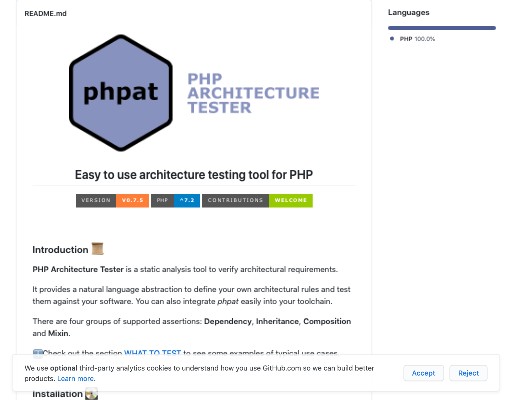 README.md
Languages
PHP 100.0%
phpat
PHP
ARCHITECTURE
TESTER
Easy to use architecture testing tool for PHP
VERSION V0.7.5 PHP ^7.2 CONTRIBUTIONS WELCOME
Introduction
PHP Architecture Tester is a static analysis tool to verify architectural requirements.
It provides a natural language abstraction to define your own architectural rules and test
them against your software. You can also integrate phpat easily into your toolchain.
There are four groups of supported assertions: Dependency, Inheritance, Composition
and Mixin.
Check out the section WHAT TO TEST to see some examples of typical use cases.
We use optional third-party analytics cookies to understand how you use GitHub.com so we can build better
products. Learn more.
Accept
Reject
Installation